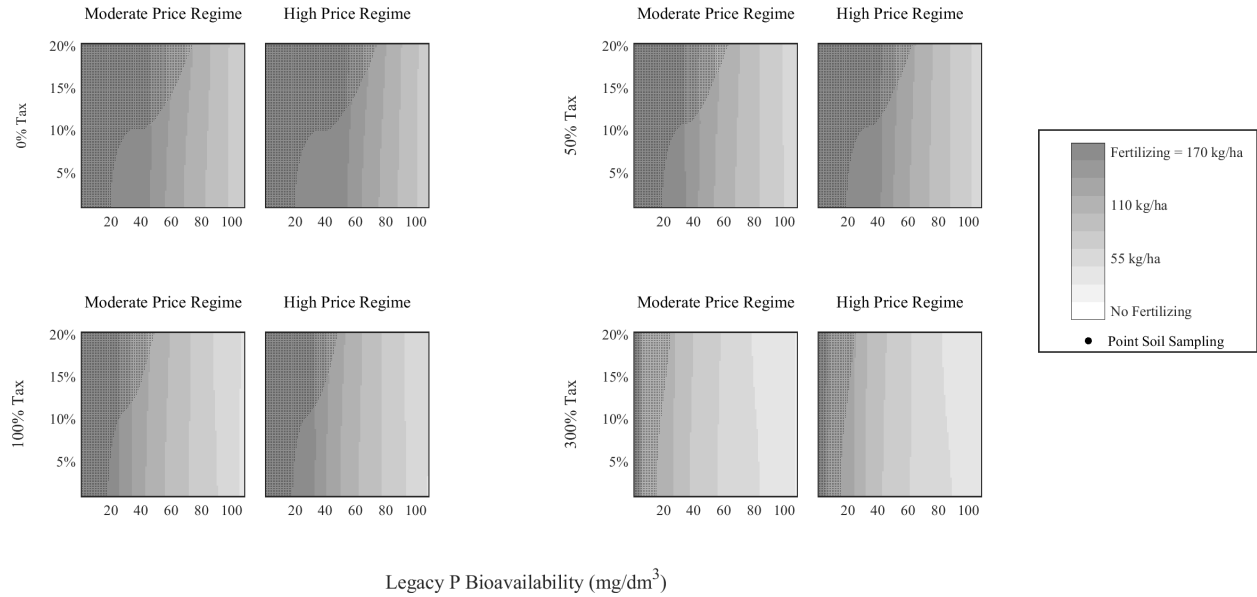 Moderate Price Regime High Price Regime
0% Tax
20%
15%
10%
5%
20 40 60 80 100 20 40 60 80 100
Moderate Price Regime High Price Regime
50% Tax
20%
15%
10%
5%
20 40 60 80 100 20 40 60 80 100
Moderate Price Regime High Price Regime
100% Tax
20%
15%
10%
5%
20 40 60 80 100 20 40 60 80 100
Moderate Price Regime High Price Regime
300% Tax
20%
15%
10%
5%
20 40 60 80 100 20 40 60 80 100
Fertilizing = 170 kg/ha
110 kg/ha
55 kg/ha
No Fertilizing
Point Soil Sampling
Legacy P Bioavailability (mg/dm³)